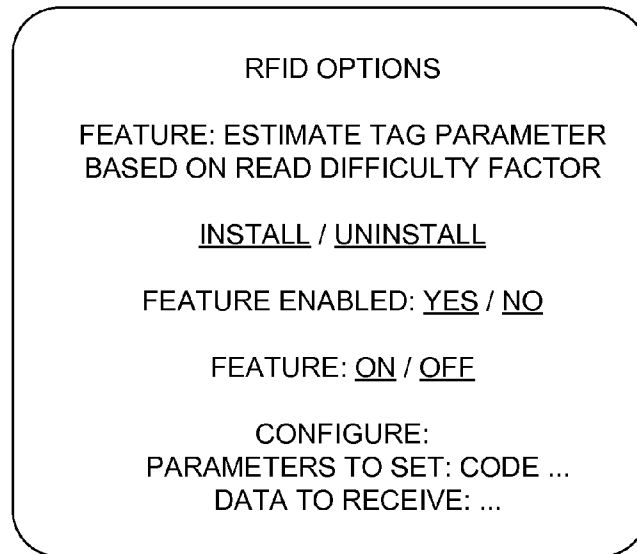 RFID OPTIONS
FEATURE: ESTIMATE TAG PARAMETER
BASED ON READ DIFFICULTY FACTOR
INSTALL / UNINSTALL
FEATURE ENABLED: YES / NO
FEATURE: ON / OFF
CONFIGURE:
PARAMETERS TO SET: CODE ...
DATA TO RECEIVE: ...